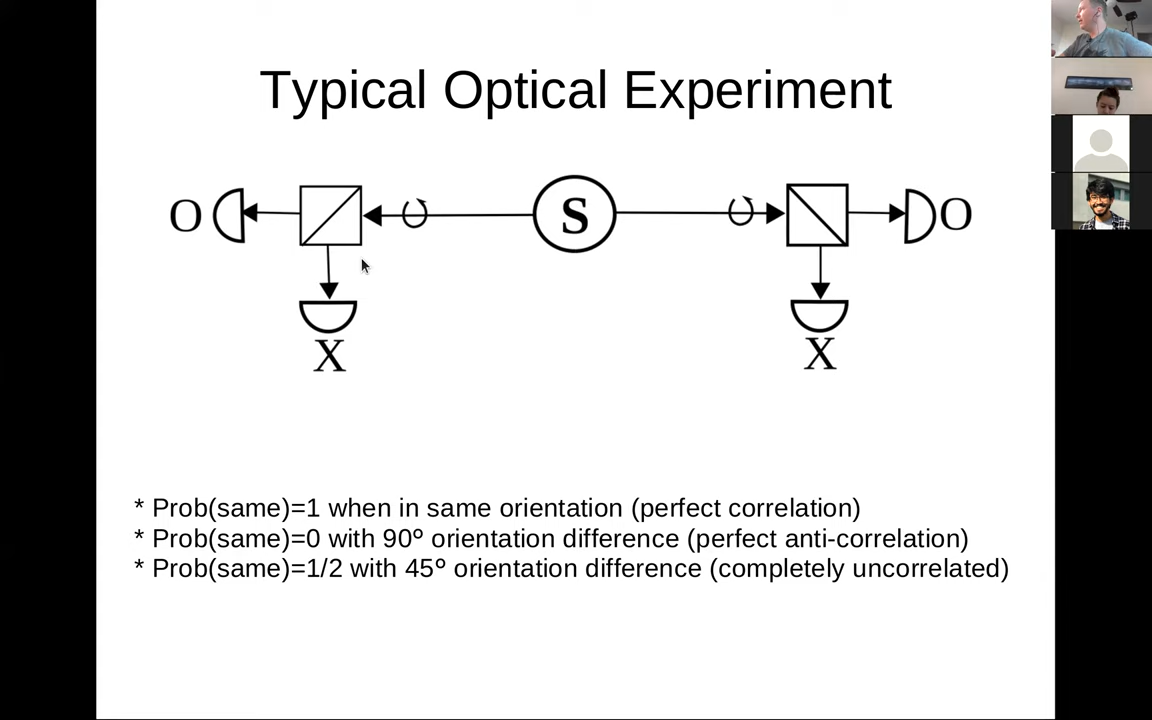 Typical Optical Experiment
O S O
X X
* Prob(same)=1 when in same orientation (perfect correlation)
* Prob(same)=0 with 90º orientation difference (perfect anti-correlation)
* Prob(same)=1/2 with 45º orientation difference (completely uncorrelated)